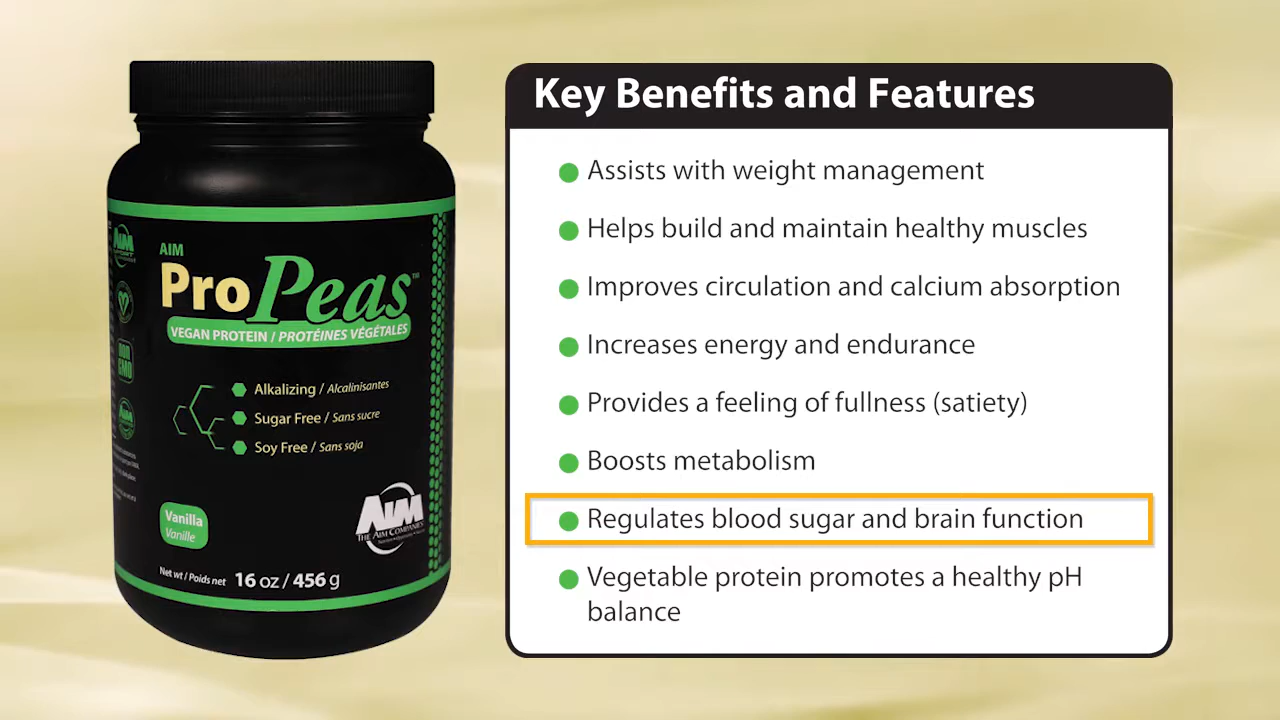 Key Benefits and Features
Assists with weight management
Helps build and maintain healthy muscles
Improves circulation and calcium absorption
Increases energy and endurance
Provides a feeling of fullness (satiety)
Boosts metabolism
Regulates blood sugar and brain function
Vegetable protein promotes a healthy pH
balance
AIM
ProPeas™
VEGAN PROTEIN / PROTÉINES VÉGÉTALES
Alkalizing / Alcalinisantes
Sugar Free / Sans sucre
Soy Free / Sans soja
Vanilla
Vanille
AIM
THE AIM COMPANIES
Net wt / Poids net 16 oz / 456 g
AIM
NON
GMO